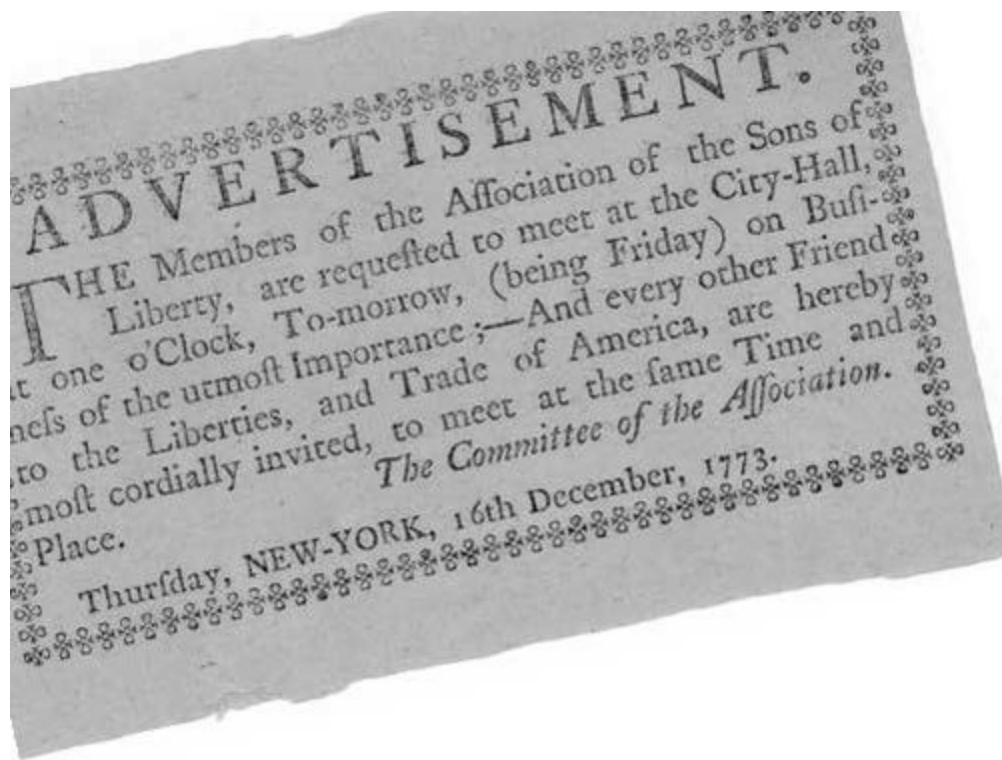 ADVERTISEMENT.
THE Members of the Aſſociation of the Sons of
Liberty, are requeſted to meet at the City-Hall,
at one o'Clock, To-morrow, (being Friday) on Buſi-
neſs of the utmoſt Importance;—And every other Friend
to the Liberties, and Trade of America, are hereby
moſt cordially invited, to meet at the ſame Time and
Place.
The Committee of the Aſſociation.
Thurſday, NEW-YORK, 16th December, 1773.